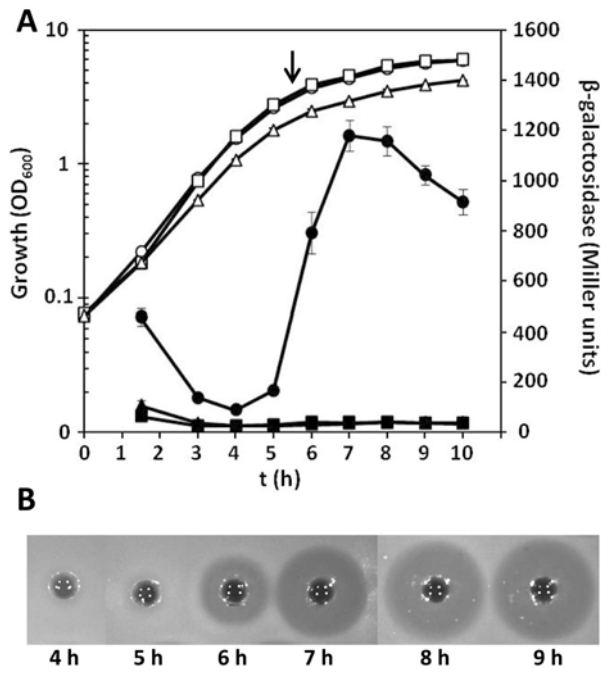 A
10
1
0.1
0
Growth (OD600)
1600
1400
1200
1000
800
600
400
200
0
β-galactosidase (Miller units)
0 1 2 3 4 5 6 7 8 9 10
t (h)
B
4 h 5 h 6 h 7 h 8 h 9 h